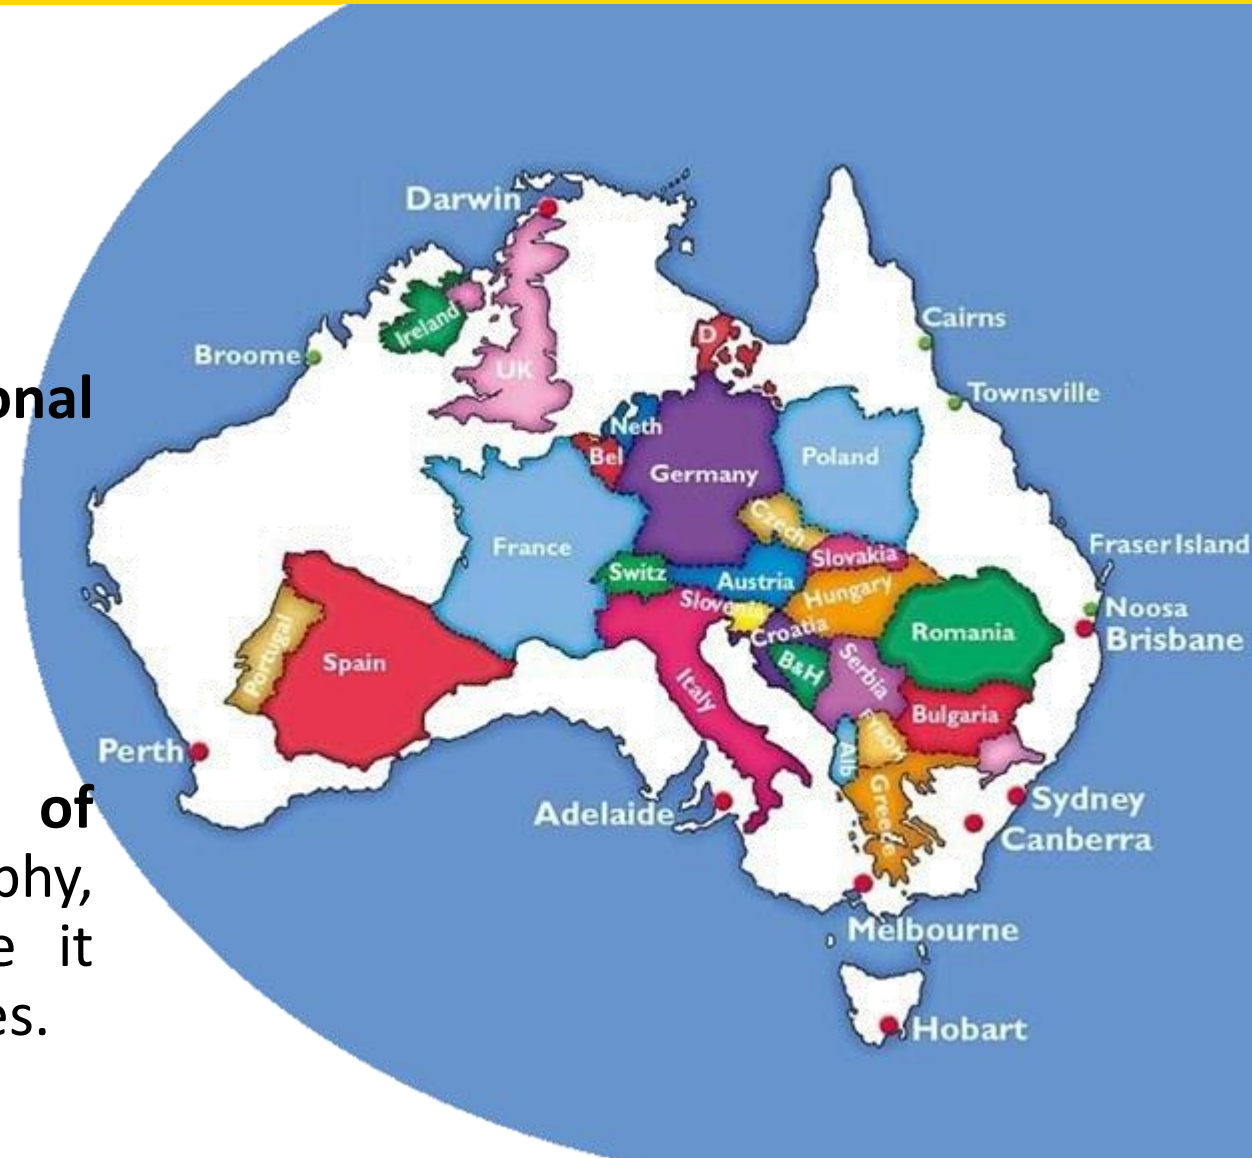 onal
of
phy,
e it
es.
Darwin
Broome
Ireland
UK
D
Cairns
Townsville
Neth
Bel
Germany
Poland
Czech
France
Switz
Austria
Slovakia
Hungary
Slovenia
Croatia
B&H
Serbia
Romania
Bulgaria
Portugal
Spain
Italy
Alb
FYROM
Greece
Fraser Island
Noosa
Brisbane
Perth
Adelaide
Sydney
Canberra
Melbourne
Hobart